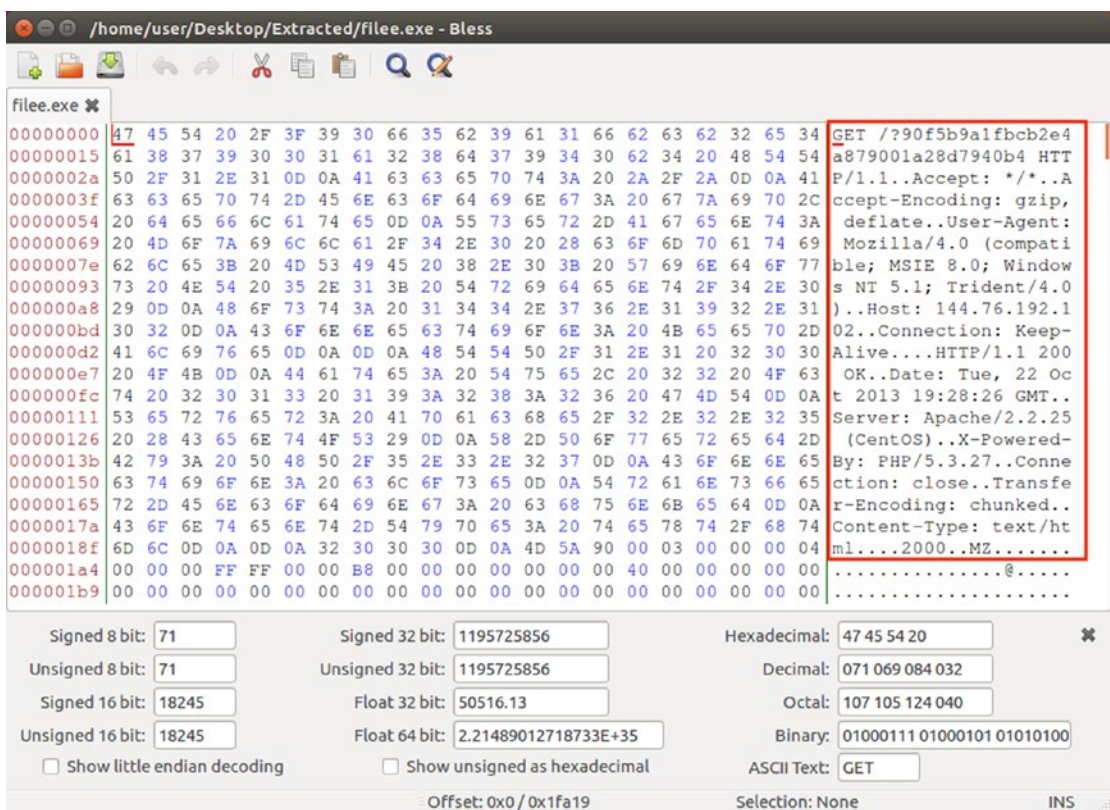 /home/user/Desktop/Extracted/filee.exe - Bless
filee.exe
00000000 47 45 54 20 2F 3F 39 30 66 35 62 39 61 31 66 62 63 62 32 65 34 GET /?90f5b9a1fbcb2e4
00000015 61 38 37 39 30 30 31 61 32 38 64 37 39 34 30 62 34 20 48 54 54 a879001a28d7940b4 HTT
0000002a 50 2F 31 2E 31 0D 0A 41 63 63 65 70 74 3A 20 2A 2F 2A 0D 0A 41 P/1.1..Accept: */*..A
0000003f 63 63 65 70 74 2D 45 6E 63 6F 64 69 6E 67 3A 20 67 7A 69 70 2C ccept-Encoding: gzip,
00000054 20 64 65 66 6C 61 74 65 0D 0A 55 73 65 72 2D 41 67 65 6E 74 3A deflate..User-Agent:
00000069 20 4D 6F 7A 69 6C 6C 61 2F 34 2E 30 20 28 63 6F 6D 70 61 74 69 Mozilla/4.0 (compati
0000007e 62 6C 65 3B 20 4D 53 49 45 20 38 2E 30 3B 20 57 69 6E 64 6F 77 ble; MSIE 8.0; Window
00000093 73 20 4E 54 20 35 2E 31 3B 20 54 72 69 64 65 6E 74 2F 34 2E 30 s NT 5.1; Trident/4.0
000000a8 29 0D 0A 48 6F 73 74 3A 20 31 34 34 2E 37 36 2E 31 39 32 2E 31 )..Host: 144.76.192.1
000000bd 30 32 0D 0A 43 6F 6E 6E 65 63 74 69 6F 6E 3A 20 4B 65 65 70 2D 02..Connection: Keep-
000000d2 41 6C 69 76 65 0D 0A 0D 0A 48 54 54 50 2F 31 2E 31 20 32 30 30 Alive....HTTP/1.1 200
000000e7 20 4F 4B 0D 0A 44 61 74 65 3A 20 54 75 65 2C 20 32 32 20 4F 63 OK..Date: Tue, 22 Oc
000000fc 74 20 32 30 31 33 20 31 39 3A 32 38 3A 32 36 20 47 4D 54 0D 0A t 2013 19:28:26 GMT..
00000111 53 65 72 76 65 72 3A 20 41 70 61 63 68 65 2F 32 2E 32 2E 32 35 Server: Apache/2.2.25
00000126 20 28 43 65 6E 74 4F 53 29 0D 0A 58 2D 50 6F 77 65 72 65 64 2D (CentOS)..X-Powered-
0000013b 42 79 3A 20 50 48 50 2F 35 2E 33 2E 32 37 0D 0A 43 6F 6E 6E 65 By: PHP/5.3.27..Conne
00000150 63 74 69 6F 6E 3A 20 63 6C 6F 73 65 0D 0A 54 72 61 6E 73 66 65 ction: close..Transfe
00000165 72 2D 45 6E 63 6F 64 69 6E 67 3A 20 63 68 75 6E 6B 65 64 0D 0A r-Encoding: chunked..
0000017a 43 6F 6E 74 65 6E 74 2D 54 79 70 65 3A 20 74 65 78 74 2F 68 74 Content-Type: text/ht
0000018f 6D 6C 0D 0A 0D 0A 32 30 30 30 0D 0A 4D 5A 90 00 03 00 00 00 04 ml....2000..MZ.......
000001a4 00 00 00 FF FF 00 00 B8 00 00 00 00 00 00 00 40 00 00 00 00 00 ...............@.....
000001b9 00 00 00 00 00 00 00 00 00 00 00 00 00 00 00 00 00 00 00 00 00 .....................
Signed 8 bit: 71 Signed 32 bit: 1195725856 Hexadecimal: 47 45 54 20
Unsigned 8 bit: 71 Unsigned 32 bit: 1195725856 Decimal: 071 069 084 032
Signed 16 bit: 18245 Float 32 bit: 50516.13 Octal: 107 105 124 040
Unsigned 16 bit: 18245 Float 64 bit: 2.21489012718733E+35 Binary: 01000111 01000101 01010100
Show little endian decoding Show unsigned as hexadecimal ASCII Text: GET
Offset: 0x0 / 0x1fa19 Selection: None INS